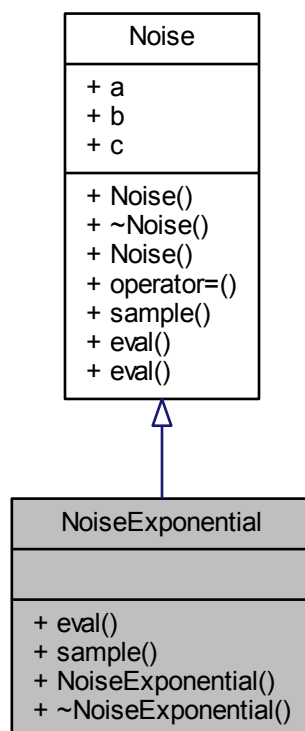 Noise
+ a
+ b
+ c
+ Noise()
+ ~Noise()
+ Noise()
+ operator=()
+ sample()
+ eval()
+ eval()
NoiseExponential
+ eval()
+ sample()
+ NoiseExponential()
+ ~NoiseExponential()